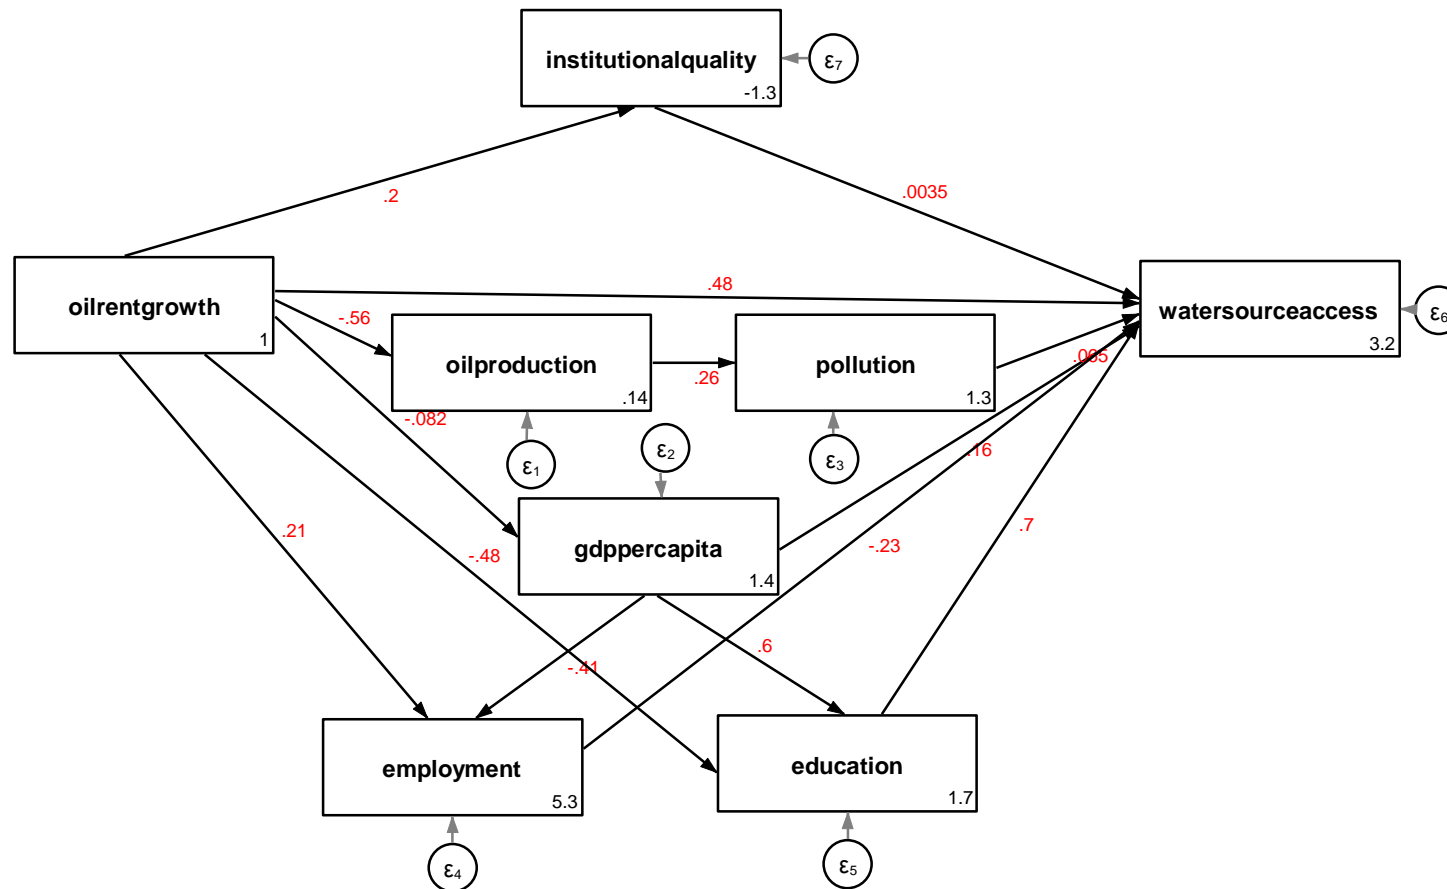 institutionalquality
ε7
-1.3
.2
.0035
oilrentgrowth
1
.48
watersourceaccess
ε6
3.2
-.56
oilproduction
.14
.26
pollution
1.3
.065
-.082
ε1
ε2
ε3
.16
gdppercapita
1.4
.21
-.48
-.23
.7
-.41
.6
employment
5.3
education
1.7
ε4
ε5